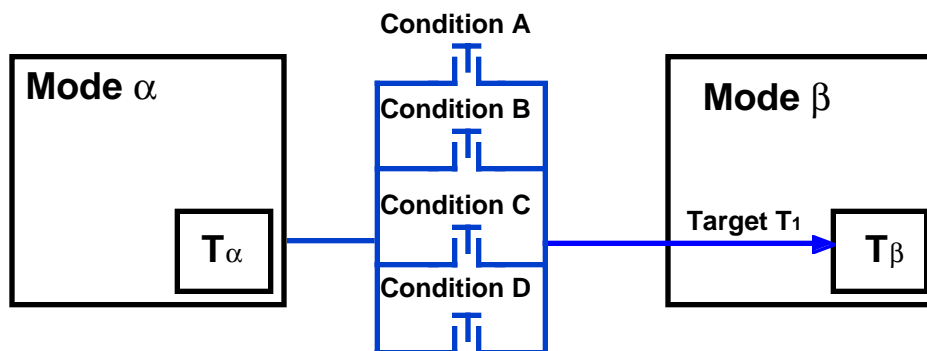 Condition A
Mode α
Condition B
Mode β
Condition C
Target T1
Tα
Tβ
Condition D